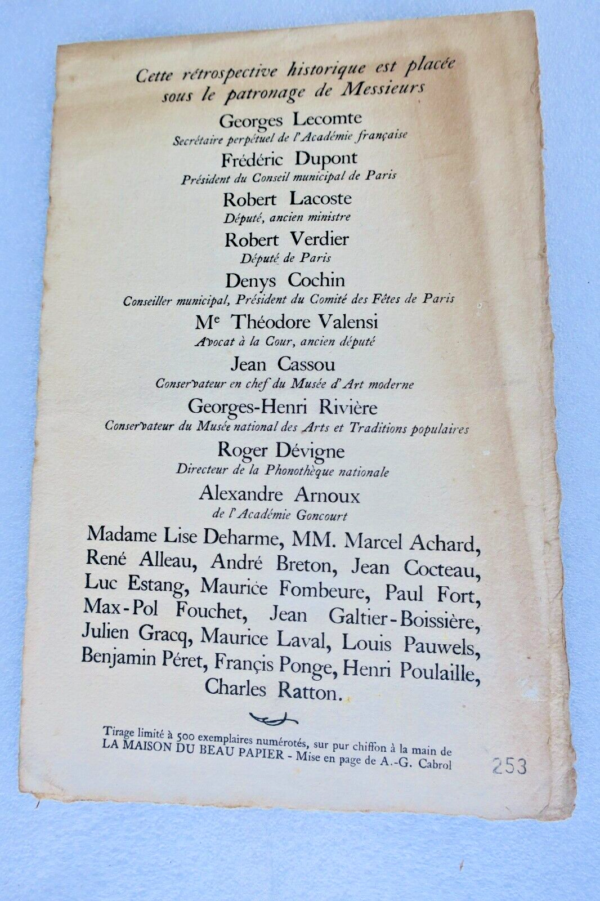 Cette rétrospective historique est placée
sous le patronage de Messieurs
Georges Lecomte
Secrétaire perpétuel de l'Académie française
Frédéric Dupont
Président du Conseil municipal de Paris
Robert Lacoste
Député, ancien ministre
Robert Verdier
Député de Paris
Denys Cochin
Conseiller municipal, Président du Comité des Fêtes de Paris
Me Théodore Valensi
Avocat à la Cour, ancien député
Jean Cassou
Conservateur en chef du Musée d'Art moderne
Georges-Henri Rivière
Conservateur du Musée national des Arts et Traditions populaires
Roger Dévigne
Directeur de la Phonothèque nationale
Alexandre Arnoux
de l'Académie Goncourt
Madame Lise Deharme, MM. Marcel Achard,
René Alleau, André Breton, Jean Cocteau,
Luc Estang, Maurice Fombeure, Paul Fort,
Max-Pol Fouchet, Jean Galtier-Boissière,
Julien Gracq, Maurice Laval, Louis Pauwels,
Benjamin Péret, Françis Ponge, Henri Poulaille,
Charles Ratton.
Tirage limité à 500 exemplaires numérotés, sur pur chiffon à la main de
LA MAISON DU BEAU PAPIER - Mise en page de A.-G. Cabrol
253